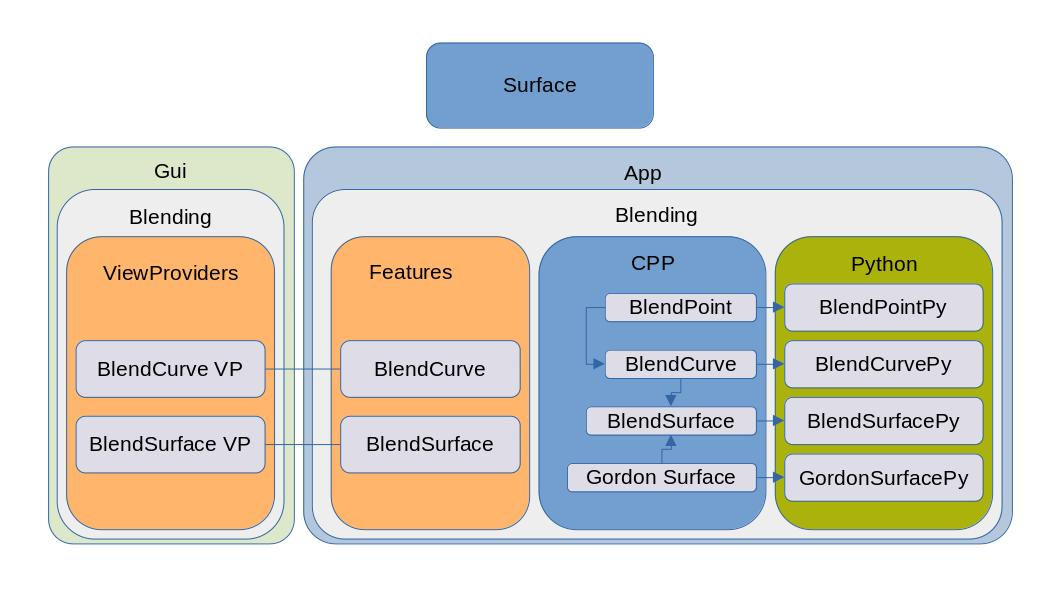 Surface
Gui
Blending
ViewProviders
BlendCurve VP
BlendSurface VP
App
Blending
Features
BlendCurve
BlendSurface
CPP
BlendPoint
BlendCurve
BlendSurface
Gordon Surface
Python
BlendPointPy
BlendCurvePy
BlendSurfacePy
GordonSurfacePy